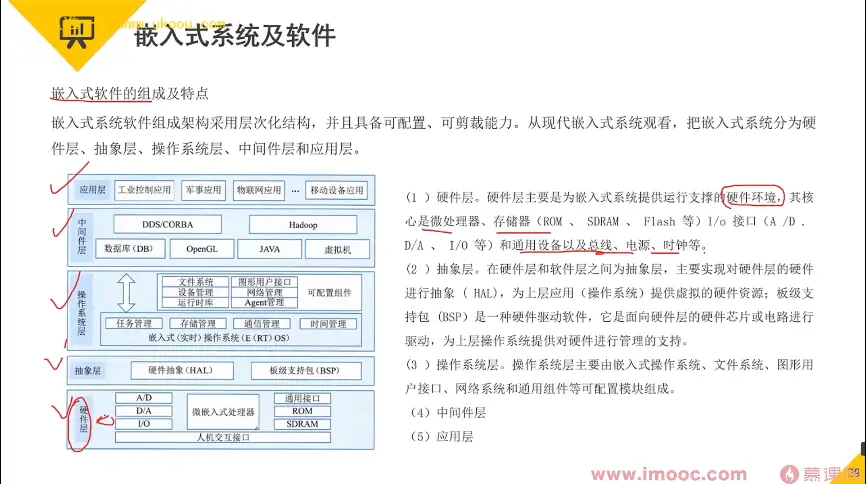 www.ukoou.com
嵌入式系统及软件
嵌入式软件的组成及特点
嵌入式系统软件组成架构采用层次化结构，并且具备可配置、可剪裁能力。从现代嵌入式系统观看，把嵌入式系统分为硬
件层、抽象层、操作系统层、中间件层和应用层。
应用层 工业控制应用 军事应用 物联网应用 … 移动设备应用
中间件层
DDS/CORBA Hadoop
数据库（DB） OpenGL JAVA 虚拟机
操作系统层
文件系统 图形用户接口
设备管理 网络管理 可配置组件
运行时库 Agent管理
任务管理 存储管理 通信管理 时间管理
嵌入式（实时）操作系统（E（RT）OS）
抽象层 硬件抽象（HAL） 板级支持包（BSP）
硬件层
A/D 通用接口
D/A 微嵌入式处理器 ROM
I/O SDRAM
人机交互接口
（1 ）硬件层。硬件层主要是为嵌入式系统提供运行支撑的硬件环境，其核
心是微处理器、存储器（ROM 、 SDRAM 、 Flash 等）I/o 接口（A /D .
D/A 、 I/O 等）和通用设备以及总线、电源、时钟等。
（2 ）抽象层。在硬件层和软件层之间为抽象层，主要实现对硬件层的硬件
进行抽象（ HAL)，为上层应用（操作系统）提供虚拟的硬件资源；板级支
持包（BSP）是一种硬件驱动软件，它是面向硬件层的硬件芯片或电路进行
驱动，为上层操作系统提供对硬件进行管理的支持。
（3 ）操作系统层。操作系统层主要由嵌入式操作系统、文件系统、图形用
户接口、网络系统和通用组件等可配置模块组成。
（4）中间件层
（5）应用层
www.imooc.com
慕课